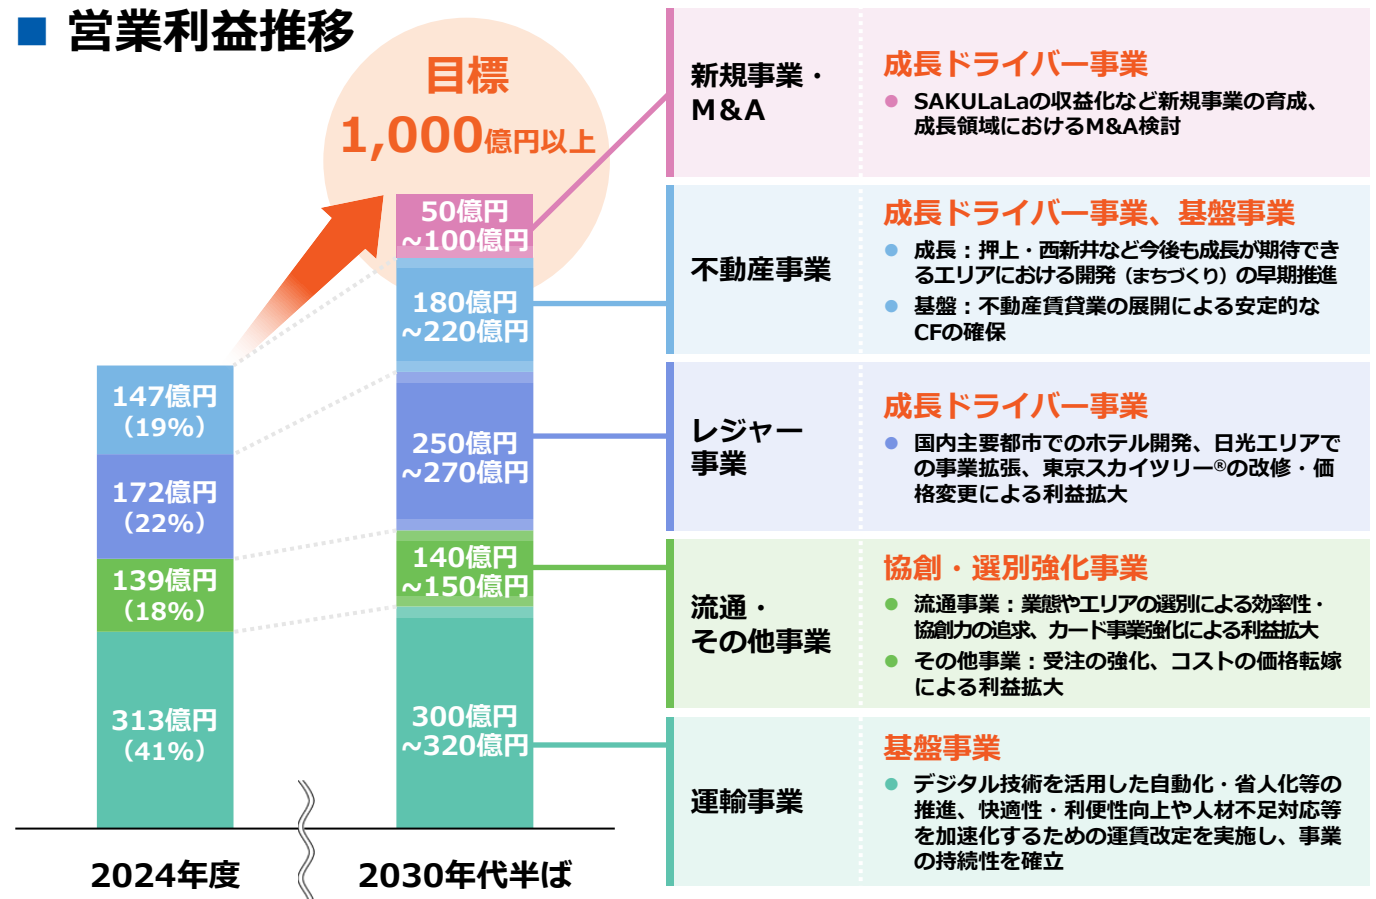 営業利益推移
目標
1,000億円以上
50億円
~100億円
180億円
~220億円
250億円
~270億円
140億円
~150億円
300億円
~320億円
147億円
(19%)
172億円
(22%)
139億円
(18%)
313億円
(41%)
2024年度
2030年代半ば
新規事業・
M&A
成長ドライバー事業
● SAKULaLaの収益化など新規事業の育成、
成長領域におけるM&A検討
不動産事業
成長ドライバー事業、基盤事業
● 成長：押上・西新井など今後も成長が期待でき
るエリアにおける開発（まちづくり）の早期推進
● 基盤：不動産賃貸業の展開による安定的な
CFの確保
レジャー
事業
成長ドライバー事業
● 国内主要都市でのホテル開発、日光エリアで
の事業拡張、東京スカイツリー®の改修・価
格変更による利益拡大
流通・
その他事業
協創・選別強化事業
● 流通事業：業態やエリアの選別による効率性・
協創力の追求、カード事業強化による利益拡大
● その他事業：受注の強化、コストの価格転嫁
による利益拡大
運輸事業
基盤事業
● デジタル技術を活用した自動化・省人化等の
推進、快適性・利便性向上や人材不足対応等
を加速化するための運賃改定を実施し、事業
の持続性を確立